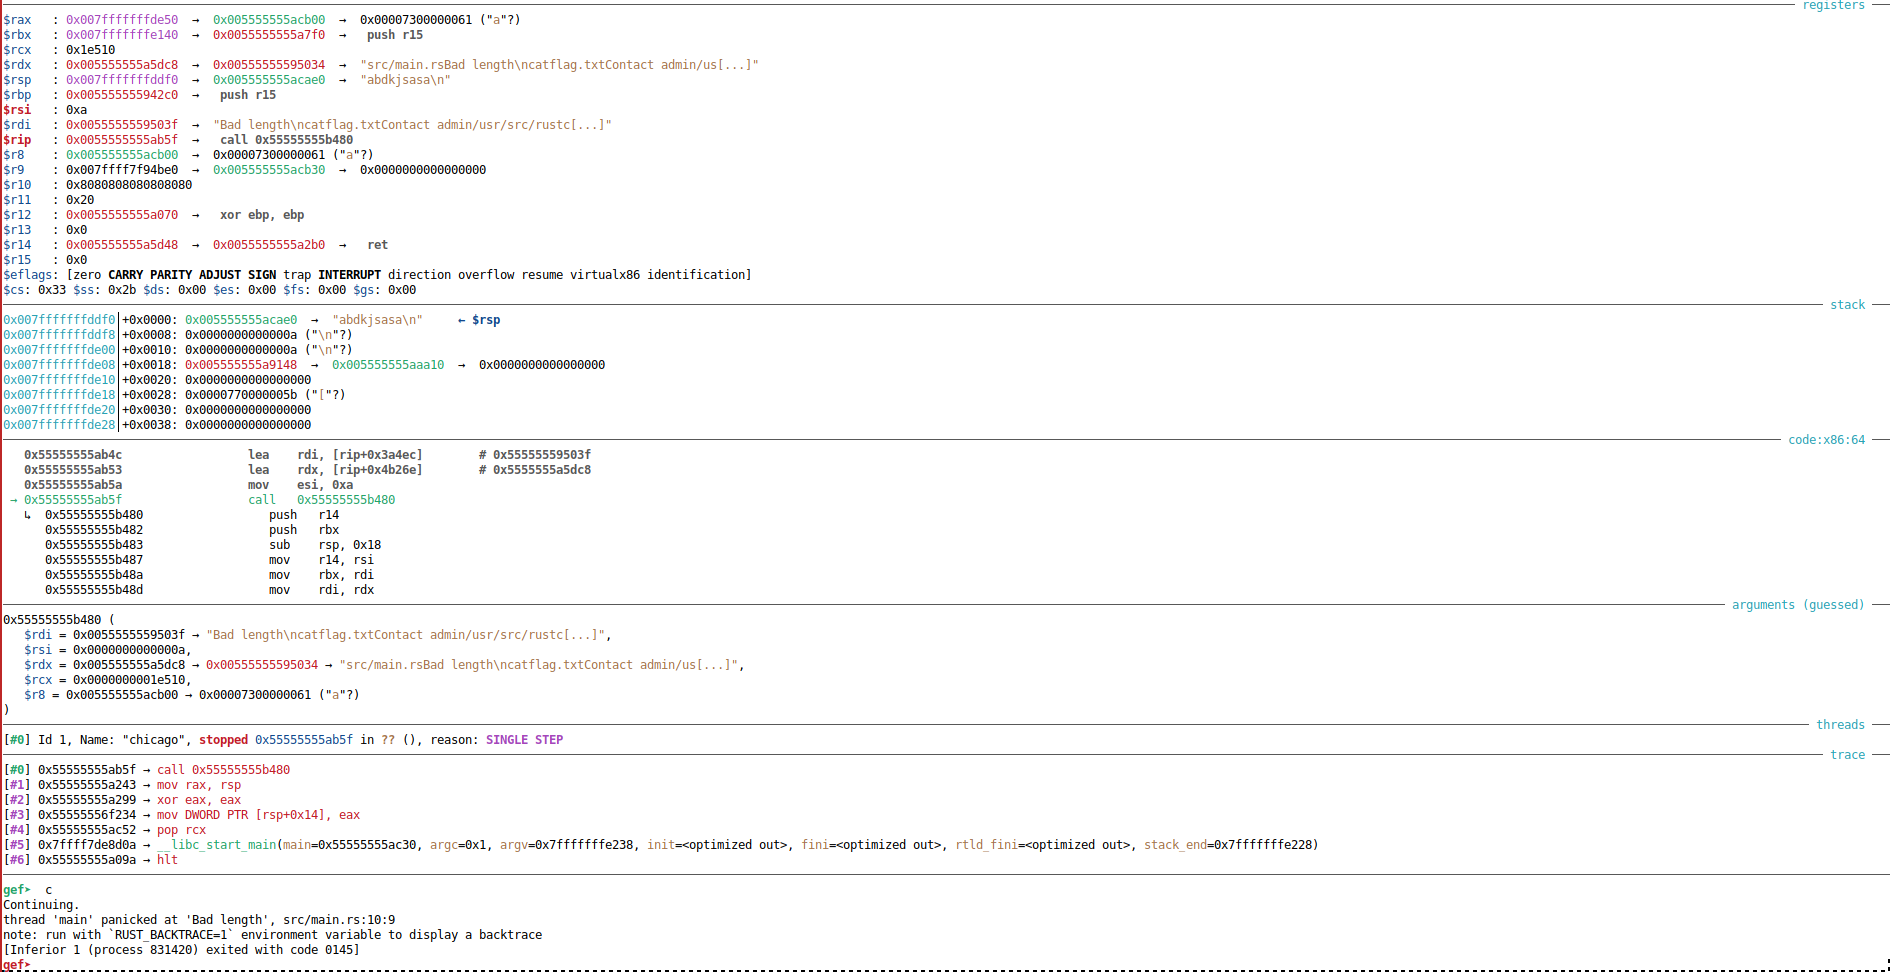 registers
$rax   : 0x007fffffffde50  →  0x005555555acb00  →  0x00007300000061 ("a"?)
$rbx   : 0x007fffffffe140  →  0x0055555555a7f0  →   push r15
$rcx   : 0x1e510
$rdx   : 0x005555555a5dc8  →  0x00555555595034  →  "src/main.rsBad length\ncatflag.txtContact admin/us[...]"
$rsp   : 0x007fffffffddf0  →  0x005555555acae0  →  "abdkjsasa\n"
$rbp   : 0x005555555942c0  →   push r15
$rsi   : 0xa
$rdi   : 0x0055555559503f  →  "Bad length\ncatflag.txtContact admin/usr/src/rustc[...]"
$rip   : 0x0055555555ab5f  →   call 0x55555555b480
$r8    : 0x005555555acb00  →  0x00007300000061 ("a"?)
$r9    : 0x007ffff7f94be0  →  0x005555555acb30  →  0x0000000000000000
$r10   : 0x8080808080808080
$r11   : 0x20
$r12   : 0x0055555555a070  →   xor ebp, ebp
$r13   : 0x0
$r14   : 0x005555555a5d48  →  0x0055555555a2b0  →   ret
$r15   : 0x0
$eflags: [zero CARRY PARITY ADJUST SIGN trap INTERRUPT direction overflow resume virtualx86 identification]
$cs: 0x33 $ss: 0x2b $ds: 0x00 $es: 0x00 $fs: 0x00 $gs: 0x00
stack
0x007fffffffddf0│+0x0000: 0x005555555acae0  →  "abdkjsasa\n"     ← $rsp
0x007fffffffddf8│+0x0008: 0x0000000000000a ("\n"?)
0x007fffffffde00│+0x0010: 0x0000000000000a ("\n"?)
0x007fffffffde08│+0x0018: 0x005555555a9148  →  0x005555555aaa10  →  0x0000000000000000
0x007fffffffde10│+0x0020: 0x0000000000000000
0x007fffffffde18│+0x0028: 0x0000770000005b ("["?)
0x007fffffffde20│+0x0030: 0x0000000000000000
0x007fffffffde28│+0x0038: 0x0000000000000000
code:x86:64
0x55555555ab4c                  lea    rdi, [rip+0x3a4ec]        # 0x55555559503f
0x55555555ab53                  lea    rdx, [rip+0x4b26e]        # 0x5555555a5dc8
0x55555555ab5a                  mov    esi, 0xa
→ 0x55555555ab5f                  call   0x55555555b480
↳  0x55555555b480                  push   r14
0x55555555b482                  push   rbx
0x55555555b483                  sub    rsp, 0x18
0x55555555b487                  mov    r14, rsi
0x55555555b48a                  mov    rbx, rdi
0x55555555b48d                  mov    rdi, rdx
arguments (guessed)
0x55555555b480 (
$rdi = 0x0055555559503f → "Bad length\ncatflag.txtContact admin/usr/src/rustc[...]",
$rsi = 0x0000000000000a,
$rdx = 0x005555555a5dc8 → 0x00555555595034 → "src/main.rsBad length\ncatflag.txtContact admin/us[...]",
$rcx = 0x0000000001e510,
$r8 = 0x005555555acb00 → 0x00007300000061 ("a"?)
)
threads
[#0] Id 1, Name: "chicago", stopped 0x55555555ab5f in ?? (), reason: SINGLE STEP
trace
[#0] 0x55555555ab5f → call 0x55555555b480
[#1] 0x55555555a243 → mov rax, rsp
[#2] 0x55555555a299 → xor eax, eax
[#3] 0x55555556f234 → mov DWORD PTR [rsp+0x14], eax
[#4] 0x55555555ac52 → pop rcx
[#5] 0x7ffff7de8d0a → __libc_start_main(main=0x55555555ac30, argc=0x1, argv=0x7fffffffe238, init=<optimized out>, fini=<optimized out>, rtld_fini=<optimized out>, stack_end=0x7fffffffe228)
[#6] 0x55555555a09a → hlt
gef➤  c
Continuing.
thread 'main' panicked at 'Bad length', src/main.rs:10:9
note: run with `RUST_BACKTRACE=1` environment variable to display a backtrace
[Inferior 1 (process 831420) exited with code 0145]
gef➤